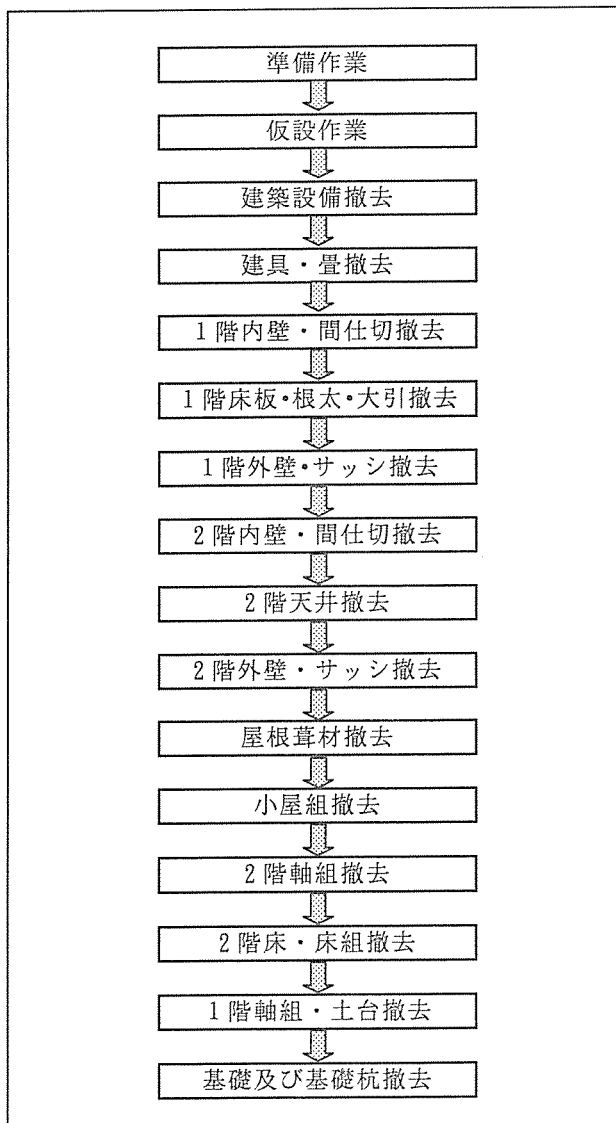 準備作業
仮設作業
建築設備撤去
建具・畳撤去
1階内壁・間仕切撤去
1階床板・根太・大引撤去
1階外壁・サッシ撤去
2階内壁・間仕切撤去
2階天井撤去
2階外壁・サッシ撤去
屋根葺材撤去
小屋組撤去
2階軸組撤去
2階床・床組撤去
1階軸組・土台撤去
基礎及び基礎杭撤去